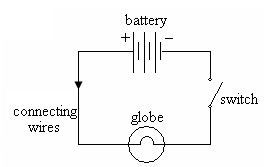 battery
+ −
switch
connecting
wires
globe